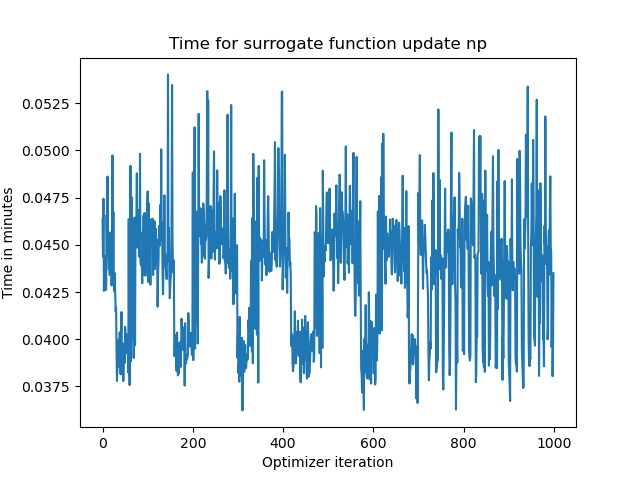 Time for surrogate function update np
Time in minutes
0.0525
0.0500
0.0475
0.0450
0.0425
0.0400
0.0375
0 200 400 600 800 1000
Optimizer iteration